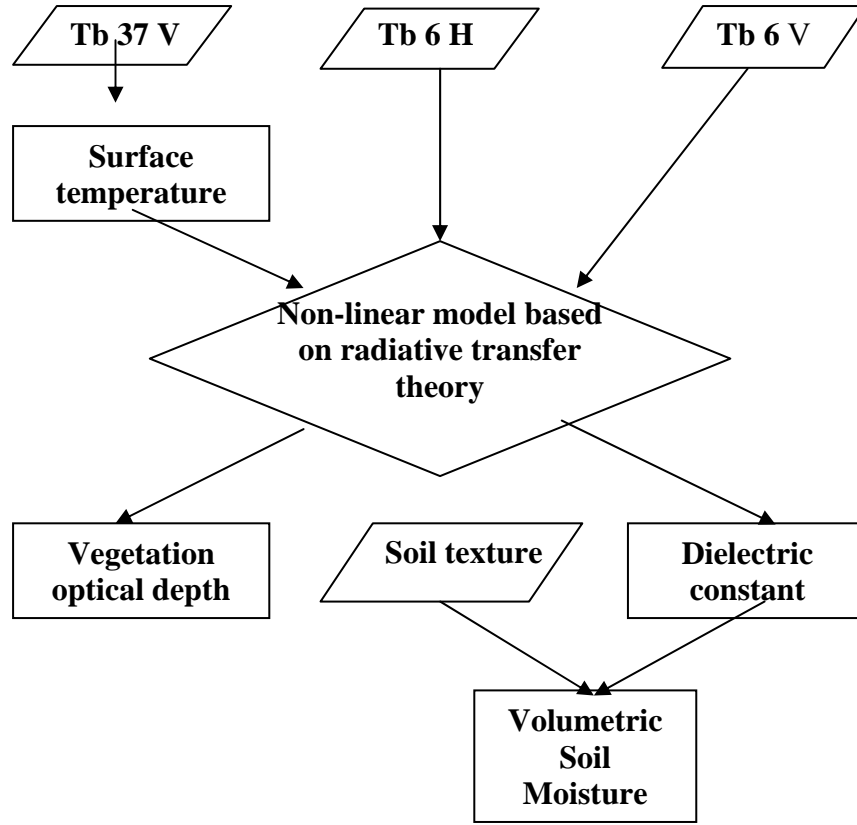 Tb 37 V
Tb 6 H
Tb 6 V
Surface
temperature
Non-linear model based
on radiative transfer
theory
Vegetation
optical depth
Soil texture
Dielectric
constant
Volumetric
Soil
Moisture